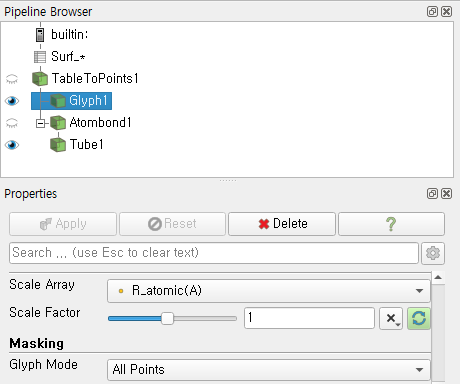 Pipeline Browser
builtin:
Surf_*
TableToPoints1
Glyph1
Atombond1
Tube1
Properties
Apply Reset Delete ?
Search ... (use Esc to clear text)
Scale Array R_atomic(A)
Scale Factor 1
Masking
Glyph Mode All Points